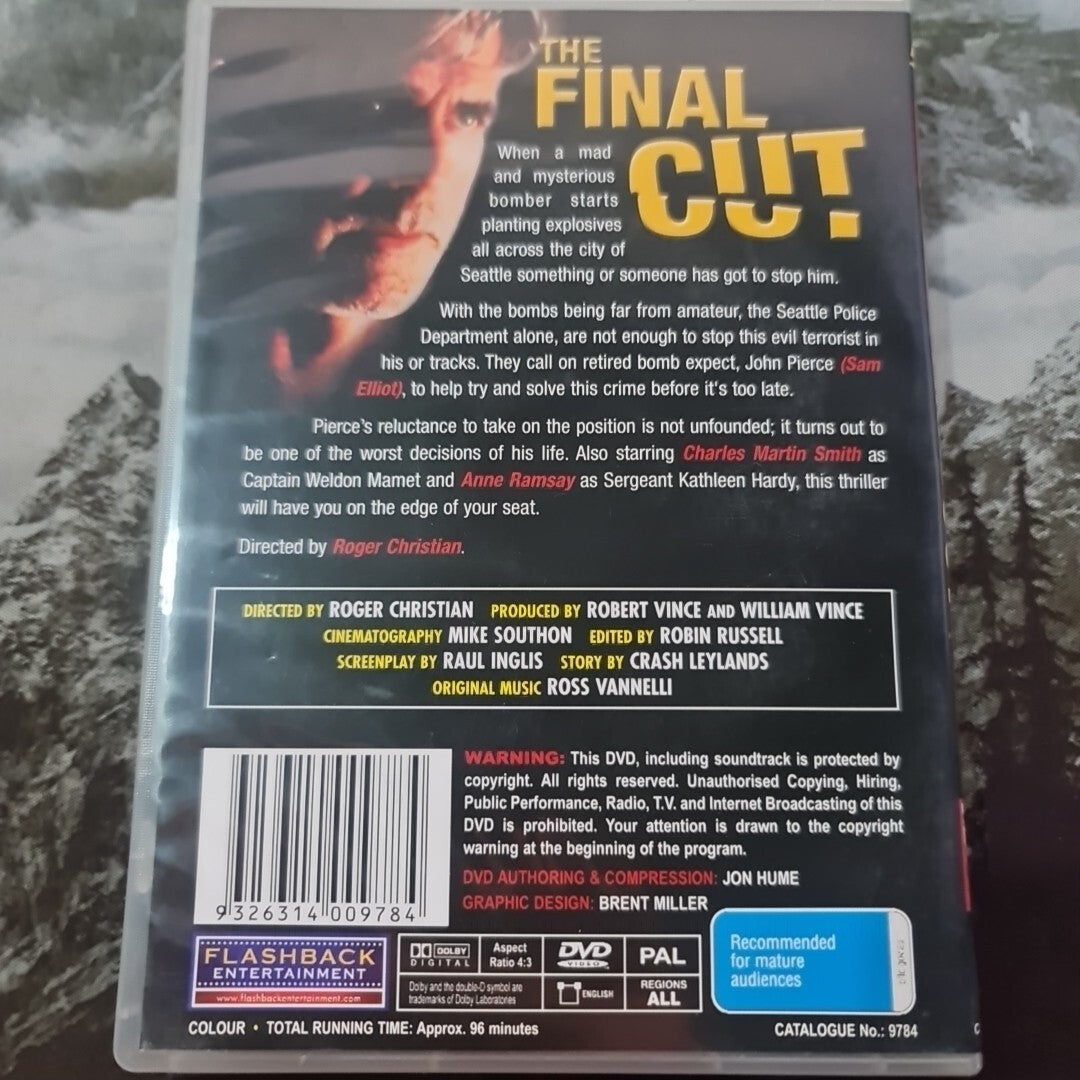 THE
FINAL
CUT
When a mad
and mysterious
bomber starts
planting explosives
all across the city of
Seattle something or someone has got to stop him.
With the bombs being far from amateur, the Seattle Police
Department alone, are not enough to stop this evil terrorist in
his or tracks. They call on retired bomb expect, John Pierce (Sam
Elliot), to help try and solve this crime before it's too late.
Pierce's reluctance to take on the position is not unfounded; it turns out to
be one of the worst decisions of his life. Also starring Charles Martin Smith as
Captain Weldon Mamet and Anne Ramsay as Sergeant Kathleen Hardy, this thriller
will have you on the edge of your seat.
Directed by Roger Christian.
DIRECTED BY ROGER CHRISTIAN PRODUCED BY ROBERT VINCE AND WILLIAM VINCE
CINEMATOGRAPHY MIKE SOUTHON EDITED BY ROBIN RUSSELL
SCREENPLAY BY RAUL INGLIS STORY BY CRASH LEYLANDS
ORIGINAL MUSIC ROSS VANNELLI
WARNING: This DVD, including soundtrack is protected by
copyright. All rights reserved. Unauthorised Copying, Hiring,
Public Performance, Radio, T.V. and Internet Broadcasting of this
DVD is prohibited. Your attention is drawn to the copyright
warning at the beginning of the program.
DVD AUTHORING & COMPRESSION: JON HUME
GRAPHIC DESIGN: BRENT MILLER
9 326314 009784
FLASHBACK
ENTERTAINMENT
www.flashbackentertainment.com
DOLBY
DIGITAL
Aspect
Ratio 4:3
Dolby and the double-D symbol are
trademarks of Dolby Laboratories
DVD
VIDEO
ENGLISH
PAL
REGIONS
ALL
Recommended
for mature
audiences
COLOUR • TOTAL RUNNING TIME: Approx. 96 minutes
CATALOGUE No.: 9784